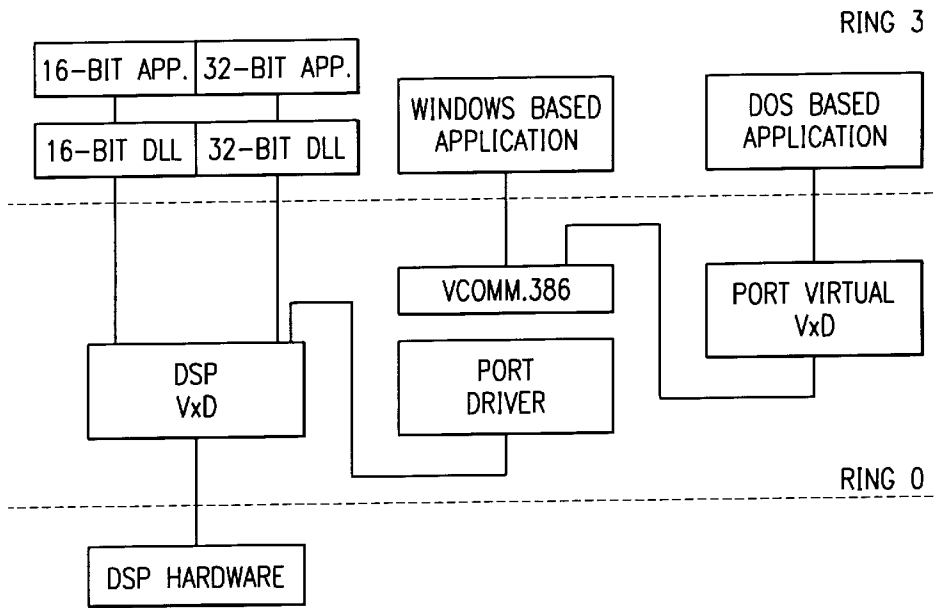 RING 3
16-BIT APP. 32-BIT APP.
16-BIT DLL 32-BIT DLL
WINDOWS BASED
APPLICATION
DOS BASED
APPLICATION
VCOMM.386
PORT VIRTUAL
VxD
DSP
VxD
PORT
DRIVER
RING 0
DSP HARDWARE